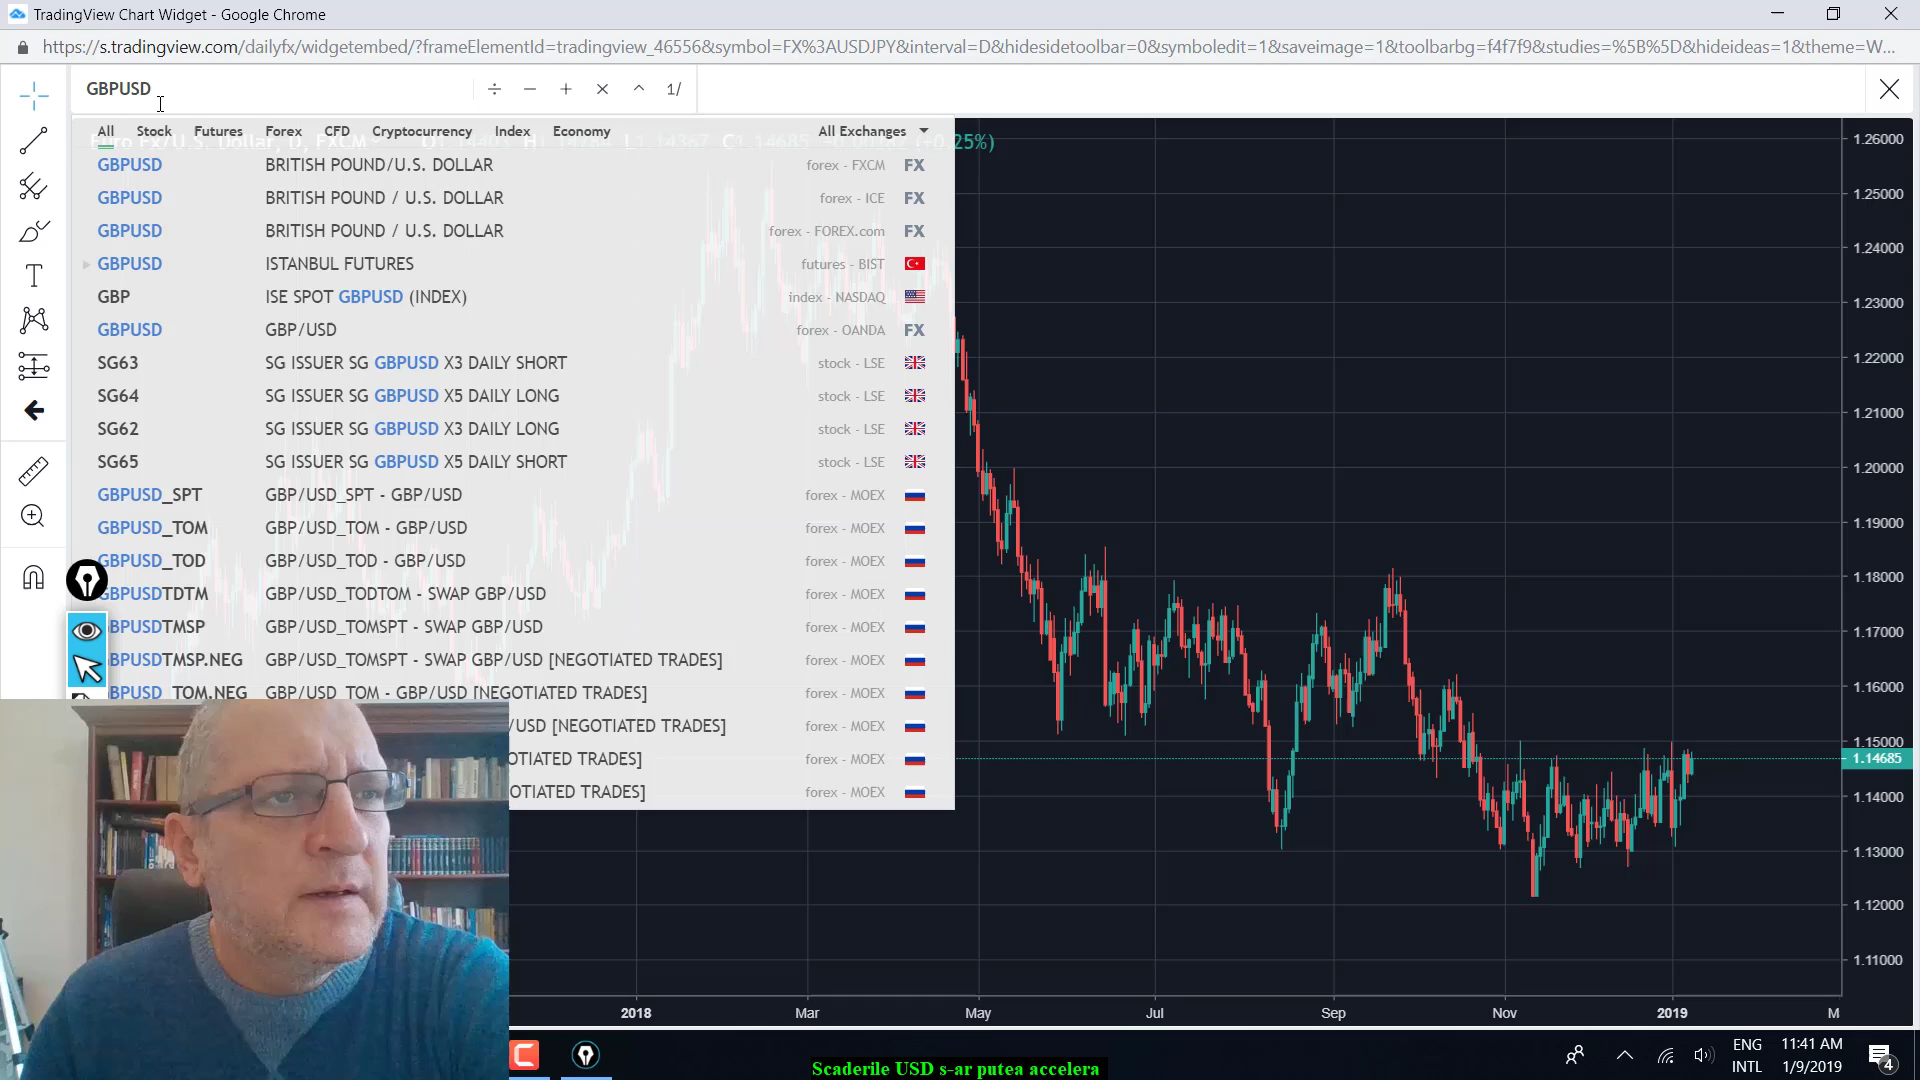 TradingView Chart Widget - Google Chrome
https://s.tradingview.com/dailyfx/widgetembed/?frameElementId=tradingview_46556&symbol=FX%3AUSDJPY&interval=D&hidesidetoolbar=0&symboledit=1&saveimage=1&toolbarbg=f4f7f9&studies=%5B%5D&hideideas=1&theme=W...
GBPUSD ÷ − + × ^ 1/
All Stock Futures Forex CFD Cryptocurrency Index Economy All Exchanges
Euro Fx/U.S. Dollar, D, FXCM
GBPUSD BRITISH POUND/U.S. DOLLAR forex - FXCM FX
GBPUSD BRITISH POUND / U.S. DOLLAR forex - ICE FX
GBPUSD BRITISH POUND / U.S. DOLLAR forex - FOREX.com FX
GBPUSD ISTANBUL FUTURES futures - BIST
GBP ISE SPOT GBPUSD (INDEX) index - NASDAQ
GBPUSD GBP/USD forex - OANDA FX
SG63 SG ISSUER SG GBPUSD X3 DAILY SHORT stock - LSE
SG64 SG ISSUER SG GBPUSD X5 DAILY LONG stock - LSE
SG62 SG ISSUER SG GBPUSD X3 DAILY LONG stock - LSE
SG65 SG ISSUER SG GBPUSD X5 DAILY SHORT stock - LSE
GBPUSD_SPT GBP/USD_SPT - GBP/USD forex - MOEX
GBPUSD_TOM GBP/USD_TOM - GBP/USD forex - MOEX
GBPUSD_TOD GBP/USD_TOD - GBP/USD forex - MOEX
GBPUSDTDTM GBP/USD_TODTOM - SWAP GBP/USD forex - MOEX
BPUSDTMSP GBP/USD_TOMSPT - SWAP GBP/USD forex - MOEX
BPUSDTMSP.NEG GBP/USD_TOMSPT - SWAP GBP/USD [NEGOTIATED TRADES] forex - MOEX
BPUSD_TOM.NEG GBP/USD_TOM - GBP/USD [NEGOTIATED TRADES] forex - MOEX
/USD [NEGOTIATED TRADES] forex - MOEX
OTIATED TRADES] forex - MOEX
OTIATED TRADES] forex - MOEX
1.26000
1.25000
1.24000
1.23000
1.22000
1.21000
1.20000
1.19000
1.18000
1.17000
1.16000
1.15000
1.14685
1.14000
1.13000
1.12000
1.11000
2018 Mar May Jul Sep Nov 2019 M
ENG
INTL
11:41 AM
1/9/2019
4
Scaderile USD s-ar putea accelera